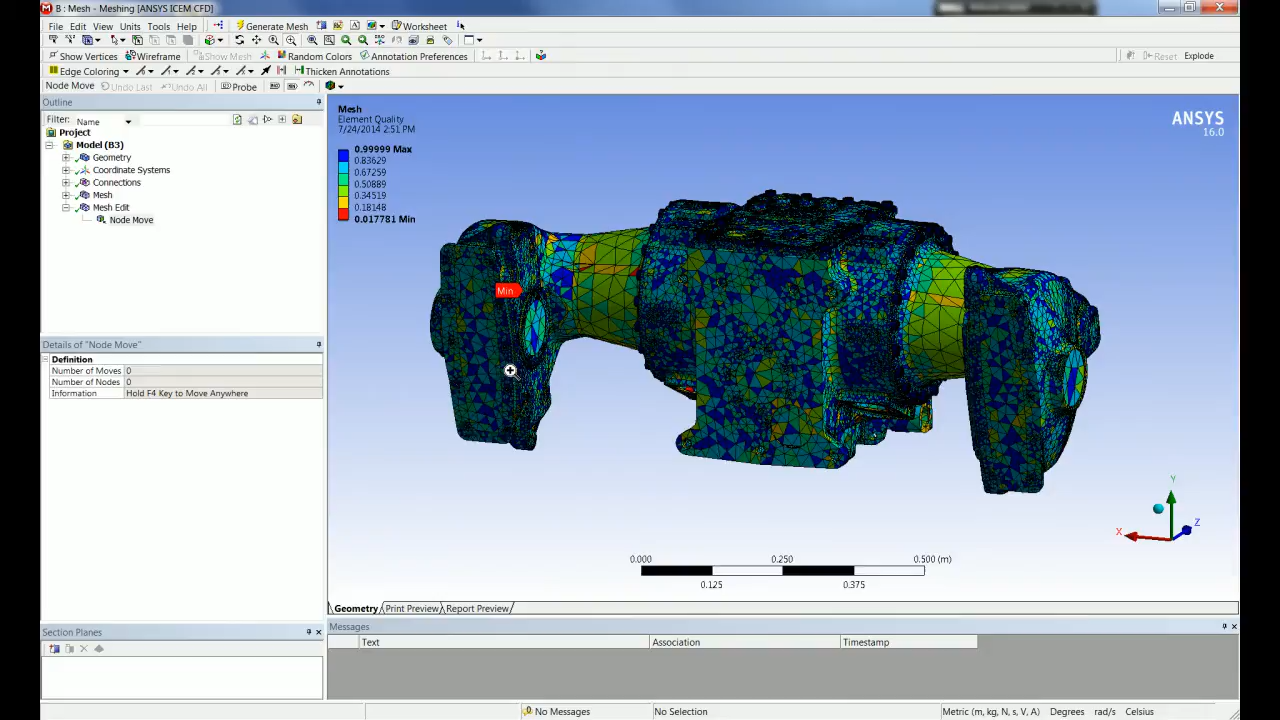 B : Mesh - Meshing [ANSYS ICEM CFD]
File Edit View Units Tools Help Generate Mesh Worksheet
Show Vertices Wireframe Show Mesh Random Colors Annotation Preferences Reset Explode
Edge Coloring Thicken Annotations
Node Move Undo Last Undo All Probe
Outline
Filter: Name
Project
Model (B3)
Geometry
Coordinate Systems
Connections
Mesh
Mesh Edit
Node Move
Details of "Node Move"
Definition
Number of Moves 0
Number of Nodes 0
Information Hold F4 Key to Move Anywhere
Section Planes
Mesh
Element Quality
7/24/2014 2:51 PM
0.99999 Max
0.83629
0.67259
0.50889
0.34519
0.18148
0.017781 Min
ANSYS
16.0
Min
Y
X
Z
0.000 0.250 0.500 (m)
0.125 0.375
Geometry Print Preview Report Preview
Messages
Text Association Timestamp
No Messages No Selection Metric (m, kg, N, s, V, A) Degrees rad/s Celsius